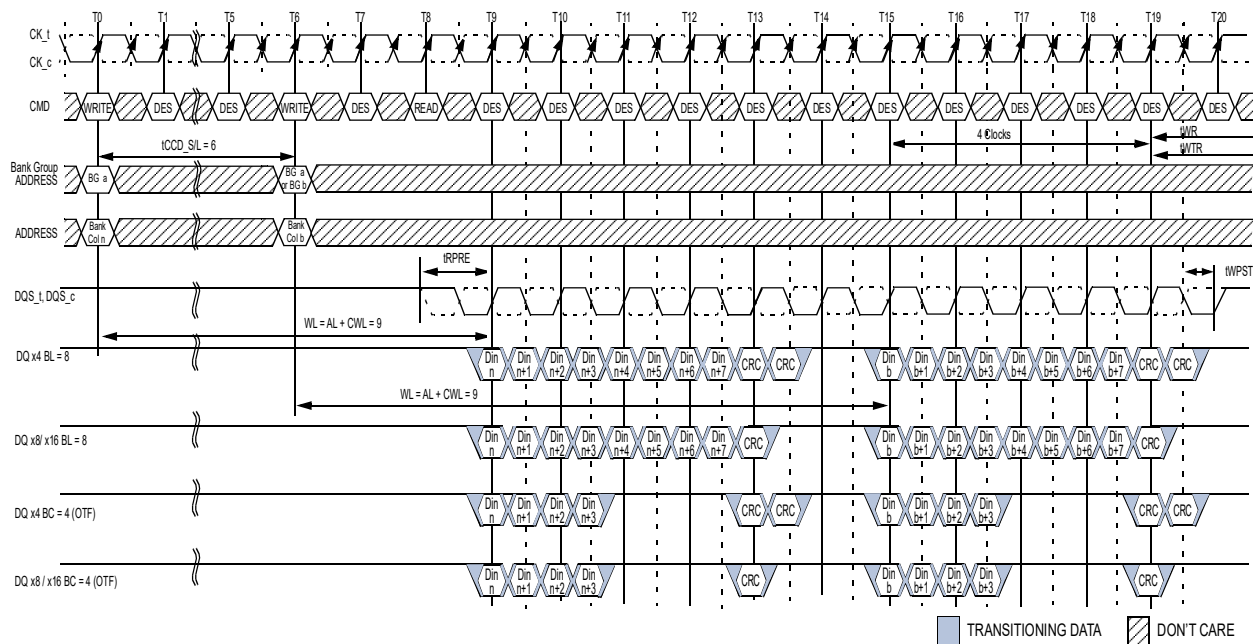 T0 T1 T5 T6 T7 T8 T9 T10 T11 T12 T13 T14 T15 T16 T17 T18 T19 T20
CK_t
CK_c
CMD WRITE DES DES WRITE DES READ DES DES DES DES DES DES DES DES DES DES DES DES
4 Clocks
tWR
tWTR
tCCD_S/L = 6
Bank Group
ADDRESS
BG a
BG a
or BG b
ADDRESS
Bank
Col n
Bank
Col b
tRPRE
tWPST
DQS_t, DQS_c
WL = AL + CWL = 9
DQ x4 BL = 8
Din n Din n+1 Din n+2 Din n+3 Din n+4 Din n+5 Din n+6 Din n+7 CRC CRC Din b Din b+1 Din b+2 Din b+3 Din b+4 Din b+5 Din b+6 Din b+7 CRC CRC
WL = AL + CWL = 9
DQ x8/ x16 BL = 8
Din n Din n+1 Din n+2 Din n+3 Din n+4 Din n+5 Din n+6 Din n+7 CRC Din b Din b+1 Din b+2 Din b+3 Din b+4 Din b+5 Din b+6 Din b+7 CRC
DQ x4 BC = 4 (OTF)
Din n Din n+1 Din n+2 Din n+3 CRC CRC Din b Din b+1 Din b+2 Din b+3 CRC CRC
DQ x8 / x16 BC = 4 (OTF)
Din n Din n+1 Din n+2 Din n+3 CRC Din b Din b+1 Din b+2 Din b+3 CRC
TRANSITIONING DATA DON'T CARE